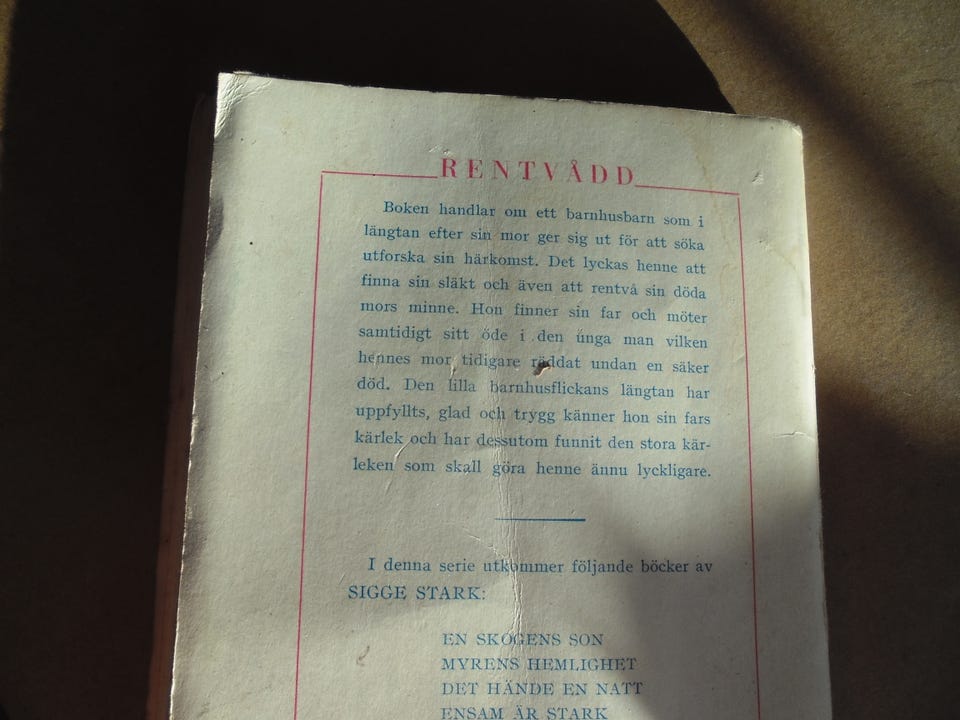 RENTVÅDD
Boken handlar om ett barnhusbarn som i
längtan efter sin mor ger sig ut för att söka
utforska sin härkomst. Det lyckas henne att
finna sin släkt och även att rentvå sin döda
mors minne. Hon finner sin far och möter
samtidigt sitt öde i den unga man vilken
hennes mor tidigare räddat undan en säker
död. Den lilla barnhusflickans längtan har
uppfyllts, glad och trygg känner hon sin fars
kärlek och har dessutom funnit den stora kär-
leken som skall göra henne ännu lyckligare.
I denna serie utkommer följande böcker av
SIGGE STARK:
EN SKOGENS SON
MYRENS HEMLIGHET
DET HÄNDE EN NATT
ENSAM ÄR STARK